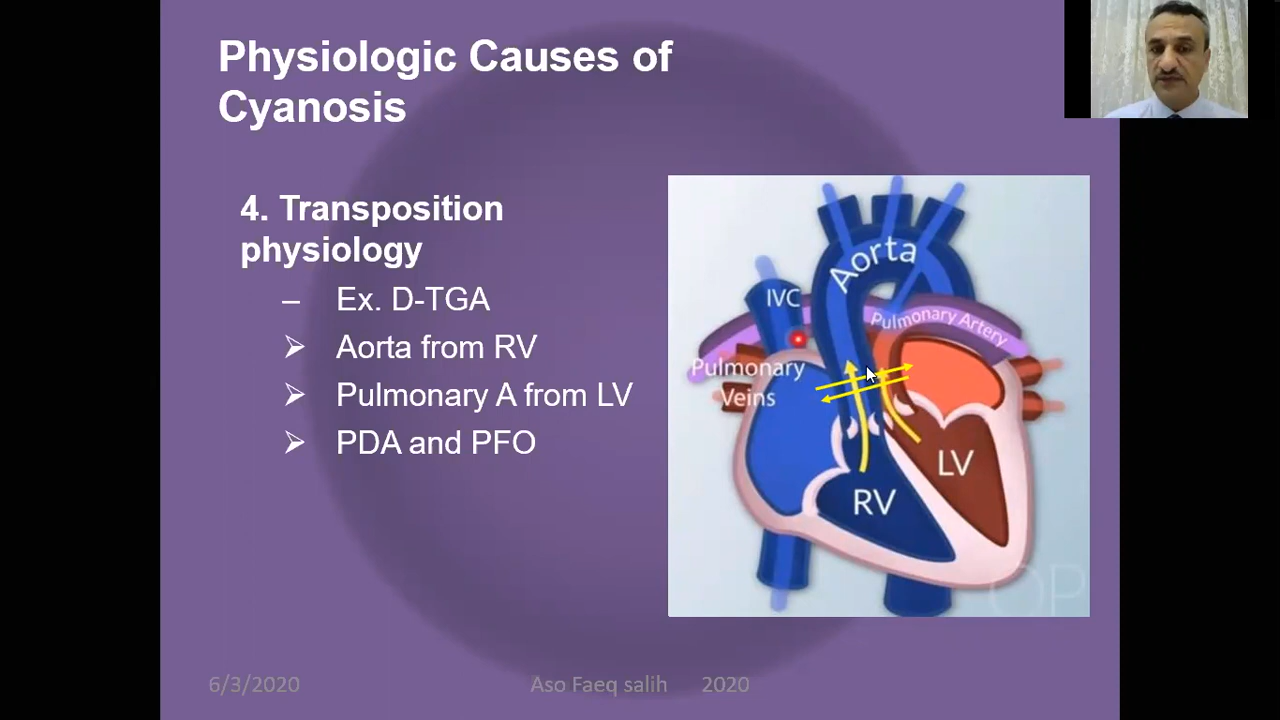 Physiologic Causes of
Cyanosis
4. Transposition
physiology
– Ex. D-TGA
➢ Aorta from RV
➢ Pulmonary A from LV
➢ PDA and PFO
Aorta
IVC
Pulmonary Artery
Pulmonary
Veins
LV
RV
OP
6/3/2020 Aso Faeq salih 2020